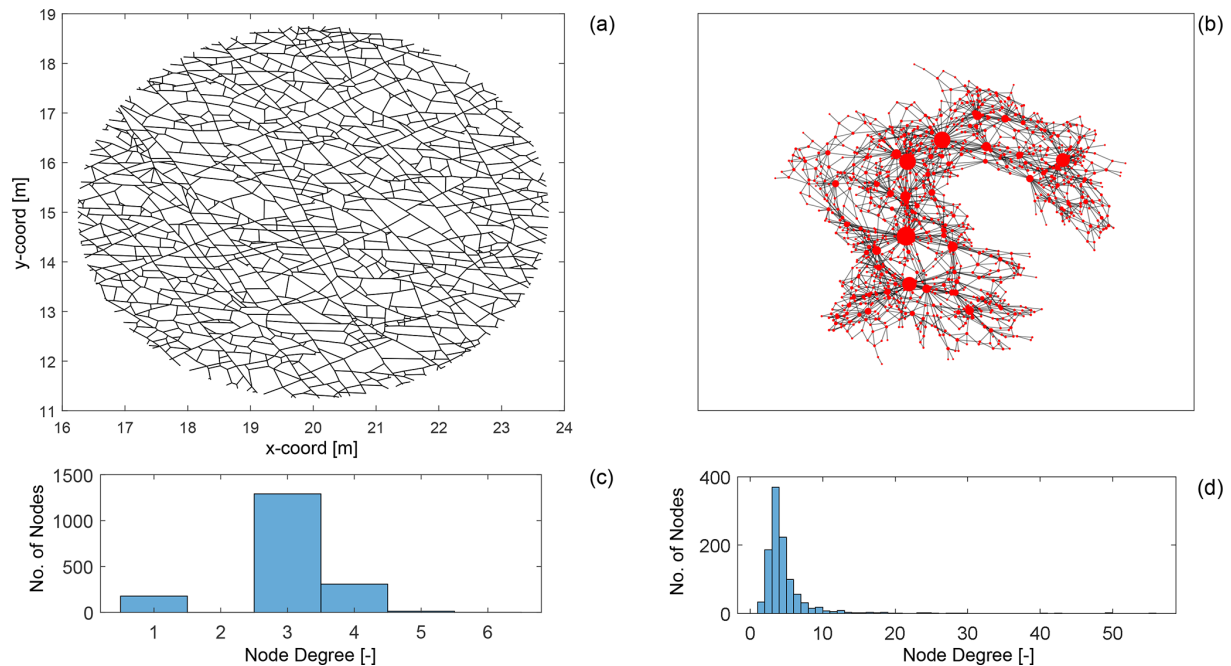 (a)
y-coord [m]
19
18
17
16
15
14
13
12
11
16 17 18 19 20 21 22 23 24
x-coord [m]
(b)
(c)
No. of Nodes
1500
1000
500
0
1 2 3 4 5 6
Node Degree [-]
(d)
No. of Nodes
400
200
0
0 10 20 30 40 50
Node Degree [-]